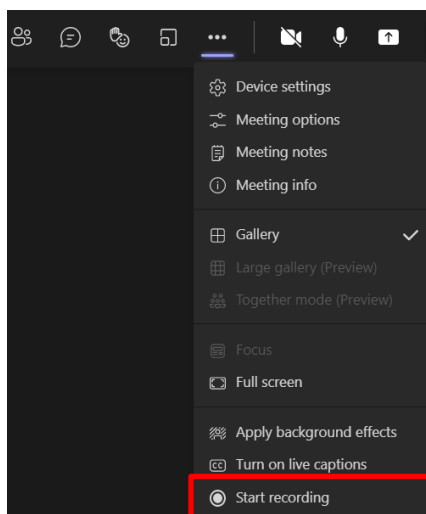 Device settings
Meeting options
Meeting notes
Meeting info
Gallery
Large gallery (Preview)
Together mode (Preview)
Focus
Full screen
Apply background effects
CC Turn on live captions
Start recording